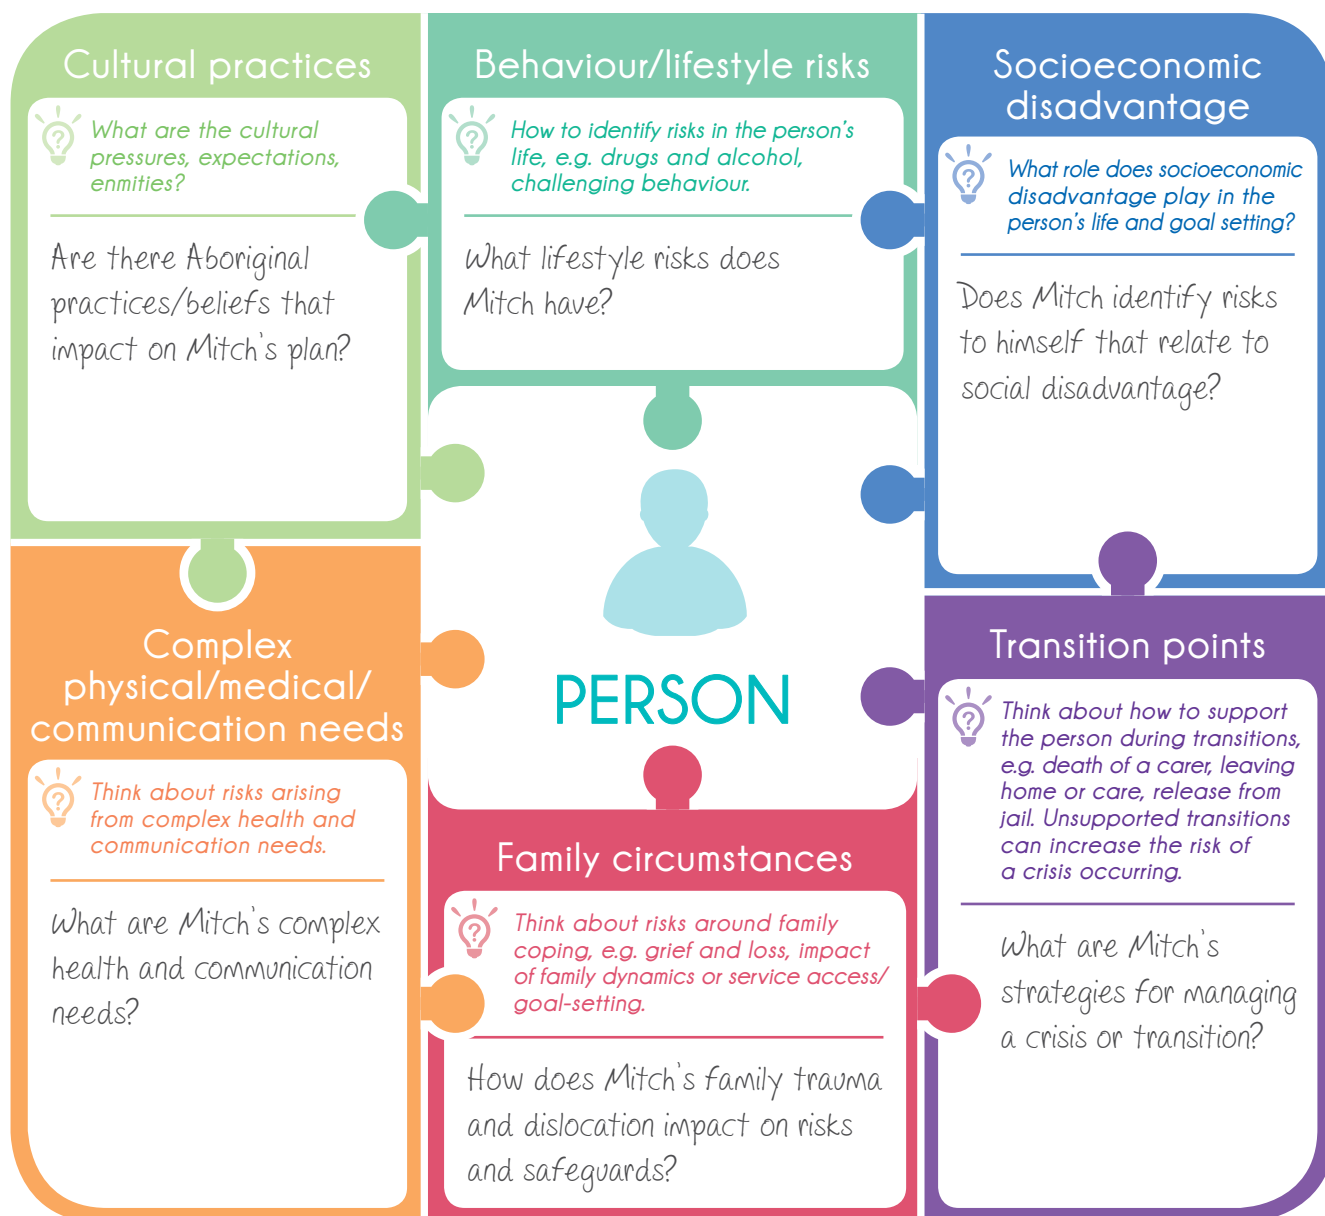 Cultural practices
What are the cultural
pressures, expectations,
enmities?
Are there Aboriginal
practices/beliefs that
impact on Mitch's plan?
Behaviour/lifestyle risks
How to identify risks in the person's
life, e.g. drugs and alcohol,
challenging behaviour.
What lifestyle risks does
Mitch have?
Socioeconomic
disadvantage
What role does socioeconomic
disadvantage play in the
person's life and goal setting?
Does Mitch identify risks
to himself that relate to
social disadvantage?
PERSON
Complex
physical/medical/
communication needs
Think about risks arising
from complex health and
communication needs.
What are Mitch's complex
health and communication
needs?
Family circumstances
Think about risks around family
coping, e.g. grief and loss, impact
of family dynamics or service access/
goal-setting.
How does Mitch's family trauma
and dislocation impact on risks
and safeguards?
Transition points
Think about how to support
the person during transitions,
e.g. death of a carer, leaving
home or care, release from
jail. Unsupported transitions
can increase the risk of
a crisis occurring.
What are Mitch's
strategies for managing
a crisis or transition?